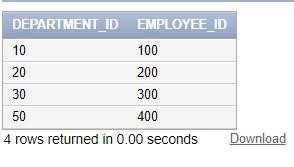 DEPARTMENT_ID EMPLOYEE_ID
10 100
20 200
30 300
50 400
4 rows returned in 0.00 seconds Download